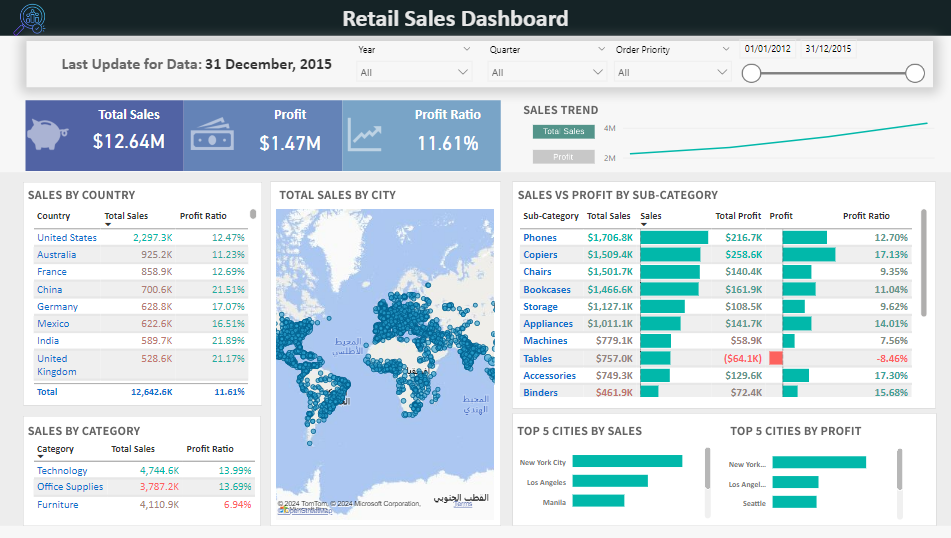 Retail Sales Dashboard
Last Update for Data: 31 December, 2015
Year
All
Quarter
All
Order Priority
All
01/01/2012 31/12/2015
Total Sales
$12.64M
Profit
$1.47M
Profit Ratio
11.61%
SALES TREND
Total Sales
Profit
4M
2M
SALES BY COUNTRY
Country Total Sales Profit Ratio
United States 2,297.3K 12.47%
Australia 925.2K 11.23%
France 858.9K 12.69%
China 700.6K 21.51%
Germany 628.8K 17.07%
Mexico 622.6K 16.51%
India 589.7K 21.89%
United Kingdom 528.6K 21.17%
Total 12,642.6K 11.61%
SALES BY CATEGORY
Category Total Sales Profit Ratio
Technology 4,744.6K 13.99%
Office Supplies 3,787.2K 13.69%
Furniture 4,110.9K 6.94%
TOTAL SALES BY CITY
المحيط
الأطلسي
المحيط
الهندي
القطب الجنوبي
© 2024 TomTom, © 2024 Microsoft Corporation,
© OpenStreetMap Terms
SALES VS PROFIT BY SUB-CATEGORY
Sub-Category Total Sales Sales Total Profit Profit Profit Ratio
Phones $1,706.8K $216.7K 12.70%
Copiers $1,509.4K $258.6K 17.13%
Chairs $1,501.7K $140.4K 9.35%
Bookcases $1,466.6K $161.9K 11.04%
Storage $1,127.1K $108.5K 9.62%
Appliances $1,011.1K $141.7K 14.01%
Machines $779.1K $58.9K 7.56%
Tables $757.0K ($64.1K) -8.46%
Accessories $749.3K $129.6K 17.30%
Binders $461.9K $72.4K 15.68%
TOP 5 CITIES BY SALES
New York City
Los Angeles
Manila
TOP 5 CITIES BY PROFIT
New York...
Los Angel...
Seattle